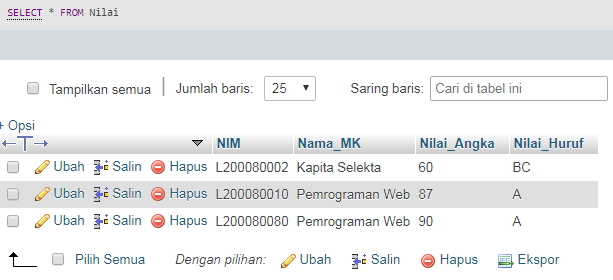 SELECT * FROM Nilai
Tampilkan semua | Jumlah baris: 25 Saring baris: Cari di tabel ini
+ Opsi
←T→ NIM Nama_MK Nilai_Angka Nilai_Huruf
Ubah Salin Hapus L200080002 Kapita Selekta 60 BC
Ubah Salin Hapus L200080010 Pemrograman Web 87 A
Ubah Salin Hapus L200080080 Pemrograman Web 90 A
Pilih Semua Dengan pilihan: Ubah Salin Hapus Ekspor